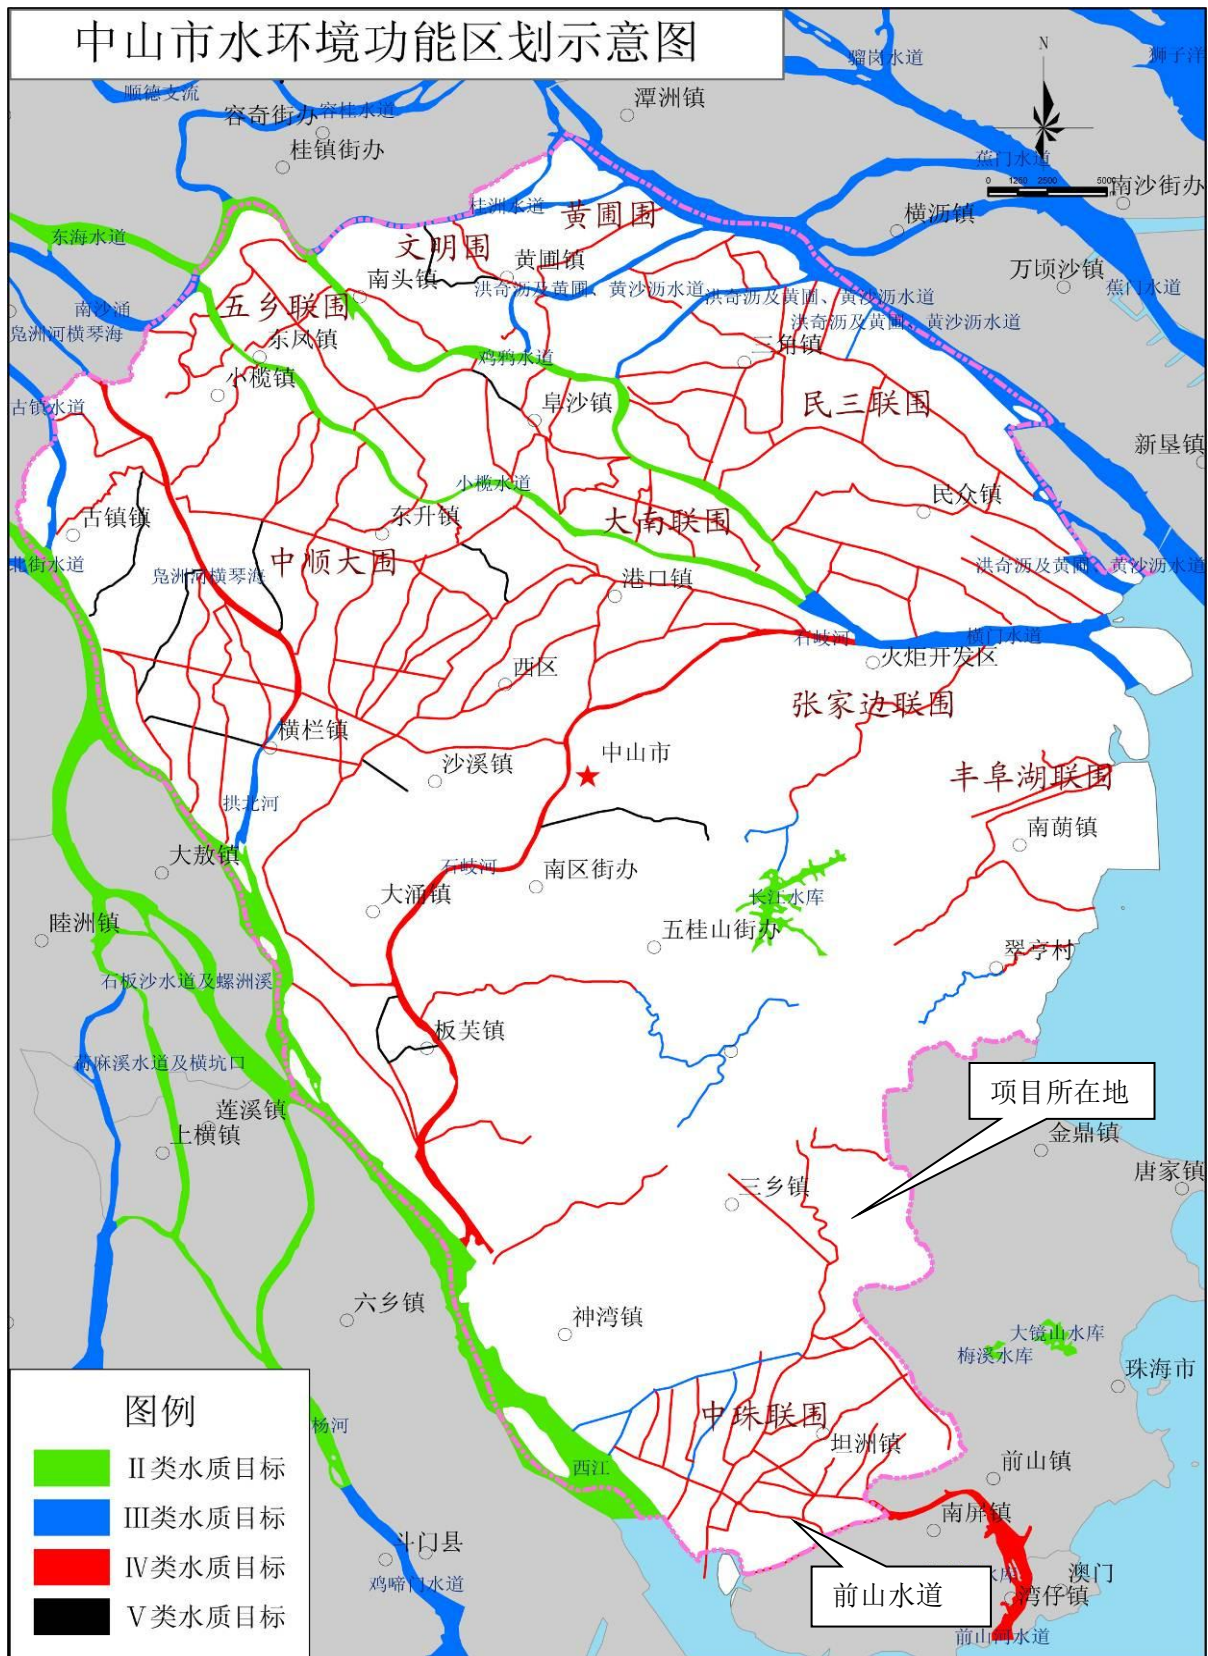 中山市水环境功能区划示意图
骝岗水道
狮子洋
N
顺德支流
容桂水道
容奇街办
潭洲镇
桂镇街办
蕉门水道
0 1250 2500 5000
南沙街办
桂洲水道
黄圃围
横沥镇
东海水道
文明围
黄圃镇
万顷沙镇
南头镇
洪奇沥及黄圃、黄沙沥水道
洪奇沥及黄圃、黄沙沥水道
蕉门水道
南沙涌
五乡联围
洪奇沥及黄圃、黄沙沥水道
凫洲河横琴海
东凤镇
鸡鸦水道
三角镇
小榄镇
古镇水道
阜沙镇
民三联围
新垦镇
小榄水道
民众镇
古镇镇
东升镇
大南联围
北街水道
凫洲河横琴海
中顺大围
港口镇
洪奇沥及黄圃、黄沙沥水道
石岐河
横门水道
西区
火炬开发区
张家边联围
横栏镇
沙溪镇
中山市
丰阜湖联围
拱北河
南蓢镇
大敖镇
石岐河
南区街办
大涌镇
长江水库
睦洲镇
五桂山街办
翠亨村
石板沙水道及螺洲溪
板芙镇
荷麻溪水道及横坑口
项目所在地
莲溪镇
上横镇
金鼎镇
唐家镇
三乡镇
六乡镇
神湾镇
大镜山水库
梅溪水库
珠海市
图例
中珠联围
杨河
坦洲镇
II类水质目标
西江
前山镇
III类水质目标
南屏镇
斗门县
IV类水质目标
鸡啼门水道
水库
澳门
前山水道
湾仔镇
V类水质目标
前山河水道